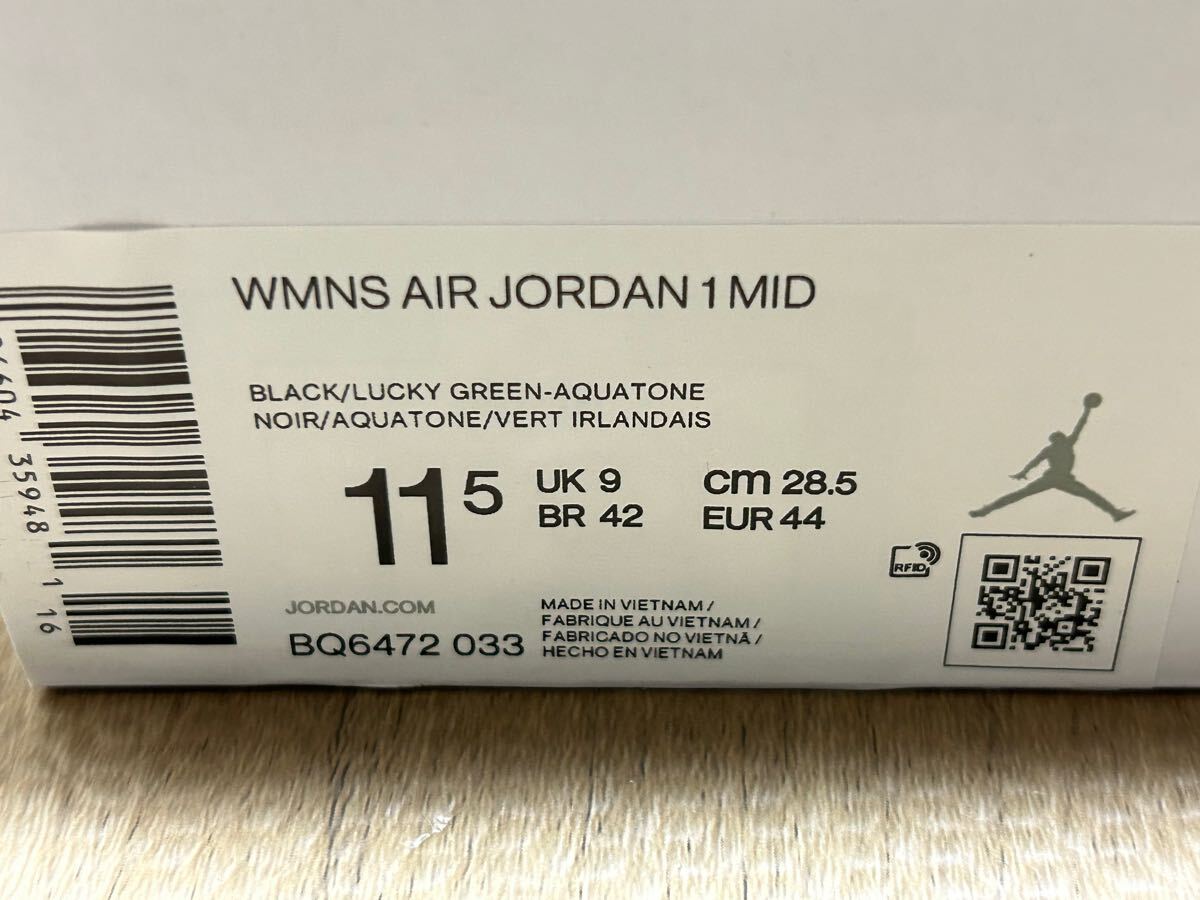 WMNS AIR JORDAN 1 MID
BLACK/LUCKY GREEN-AQUATONE
NOIR/AQUATONE/VERT IRLANDAIS
11 5
UK 9
BR 42
cm 28.5
EUR 44
RFID
JORDAN.COM
BQ6472 033
MADE IN VIETNAM /
FABRIQUE AU VIETNAM /
FABRICADO NO VIETNÃ /
HECHO EN VIETNAM
35948 1 16